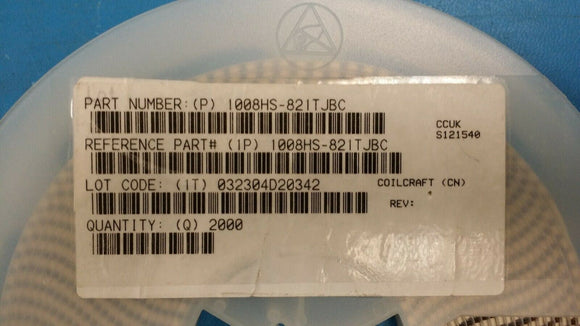 PART NUMBER:(P) 1008HS-821TJBC
CCUK
S121540
REFERENCE PART# (1P) 1008HS-821TJBC
LOT CODE: (1T) 032304D20342
COILCRAFT (CN)
REV:
QUANTITY: (Q) 2000